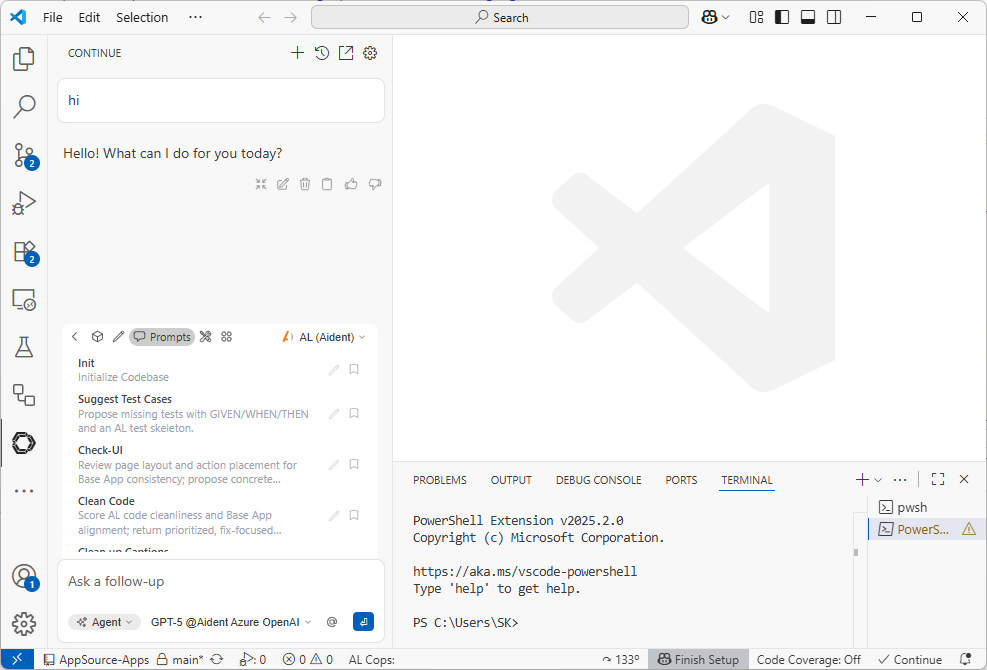 File Edit Selection ···
Search
CONTINUE
hi
Hello! What can I do for you today?
2
2
Prompts
AL (Aident)
Init
Initialize Codebase
Suggest Test Cases
Propose missing tests with GIVEN/WHEN/THEN
and an AL test skeleton.
Check-UI
Review page layout and action placement for
Base App consistency; propose concrete...
Clean Code
Score AL code cleanliness and Base App
alignment; return prioritized, fix-focused...
Clean up Captions
1
Ask a follow-up
Agent GPT-5 @Aident Azure OpenAI @
PROBLEMS OUTPUT DEBUG CONSOLE PORTS TERMINAL
PowerShell Extension v2025.2.0
Copyright (c) Microsoft Corporation.
https://aka.ms/vscode-powershell
Type 'help' to get help.
PS C:\Users\SK>
pwsh
PowerS...
AppSource-Apps main* 0 0 0 AL Cops: 133° Finish Setup Code Coverage: Off Continue